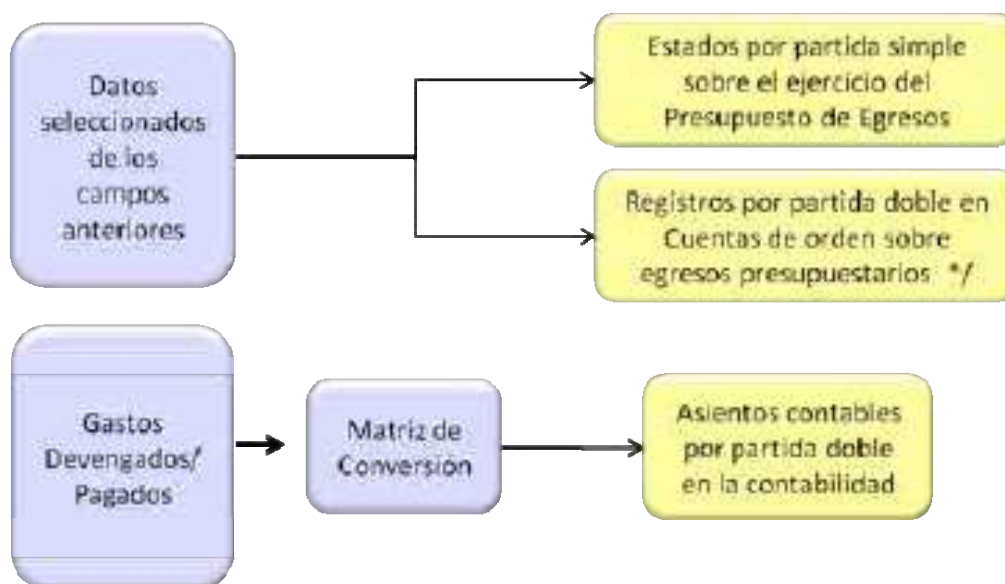 Datos
seleccionados
de los
campos
anteriores
Estados por partida simple
sobre el ejercicio del
Presupuesto de Egresos
Registros por partida doble en
Cuentas de orden sobre
egresos presupuestarios */
Gastos
Devengados/
Pagados
Matriz de
Conversión
Asientos contables
por partida doble
en la contabilidad